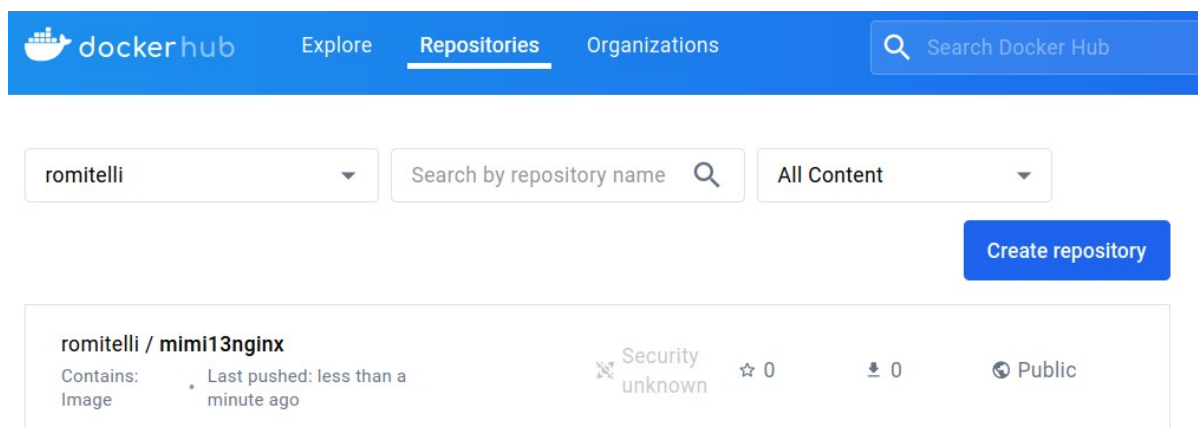 dockerhub Explore Repositories Organizations Search Docker Hub
romitelli Search by repository name All Content
Create repository
romitelli / mimi13nginx
Contains: Image
Last pushed: less than a minute ago
Security unknown
0
0
Public